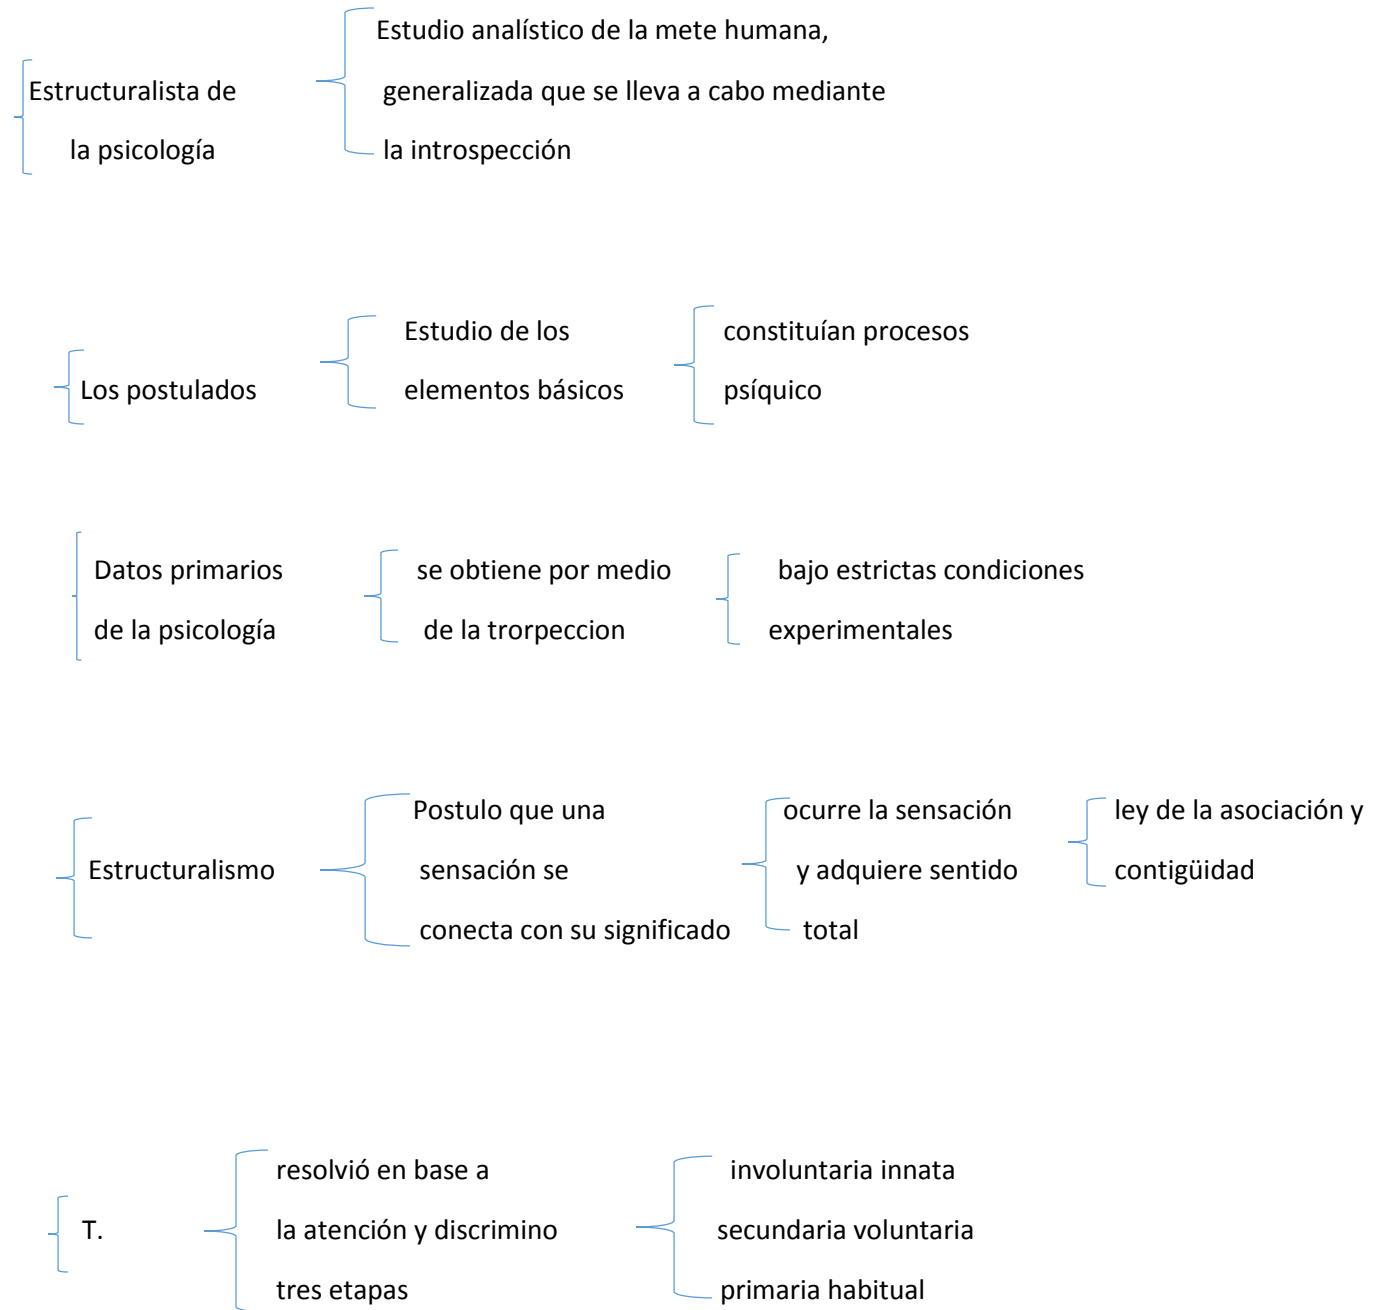 Estudio analístico de la mete humana,
Estructuralista de
generalizada que se lleva a cabo mediante
la psicología
la introspección
Los postulados
Estudio de los
elementos básicos
constituían procesos
psíquico
Datos primarios
de la psicología
se obtiene por medio
de la trorpeccion
bajo estrictas condiciones
experimentales
Estructuralismo
Postulo que una
sensación se
conecta con su significado
ocurre la sensación
y adquiere sentido
total
ley de la asociación y
contigüidad
T.
resolvió en base a
la atención y discrimino
tres etapas
involuntaria innata
secundaria voluntaria
primaria habitual